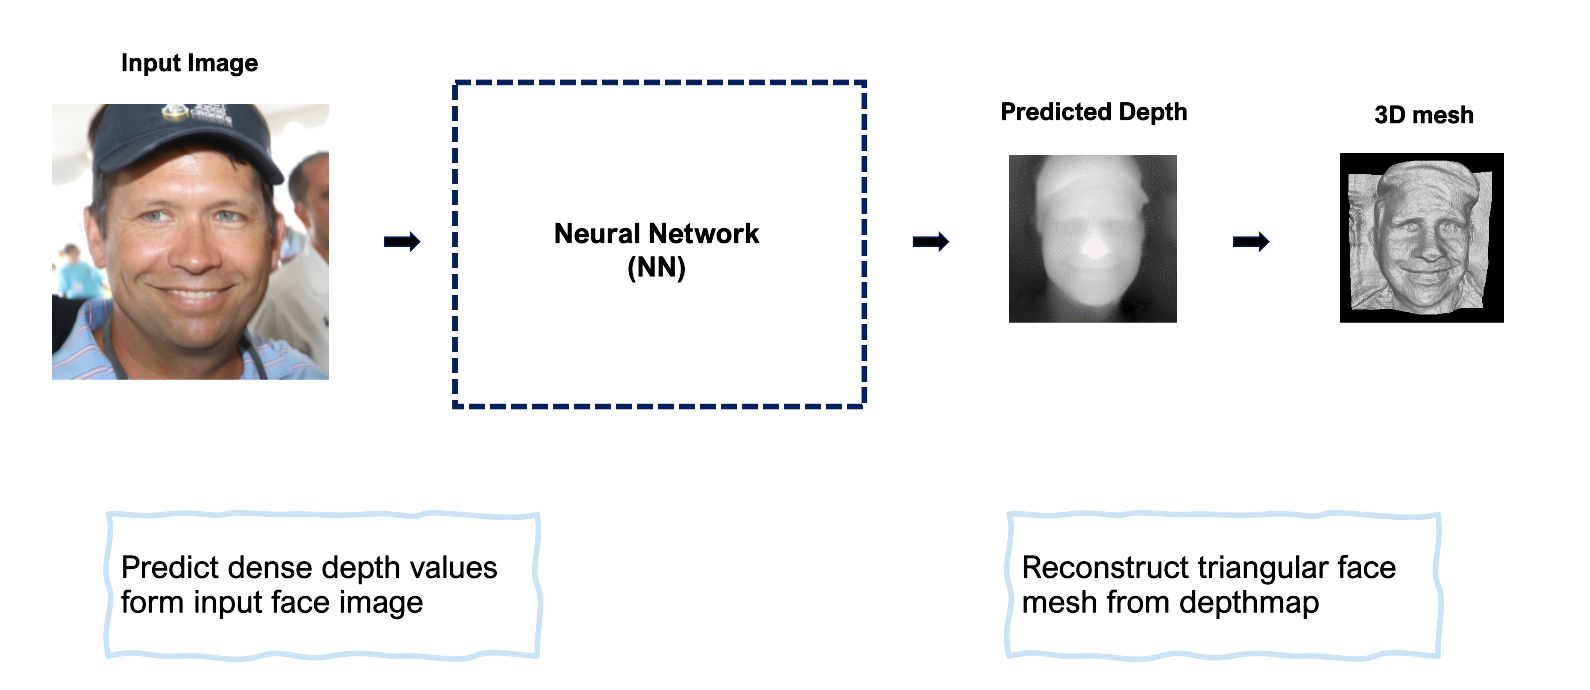 Input Image
Predicted Depth
3D mesh
Neural Network
(NN)
Predict dense depth values
form input face image
Reconstruct triangular face
mesh from depthmap